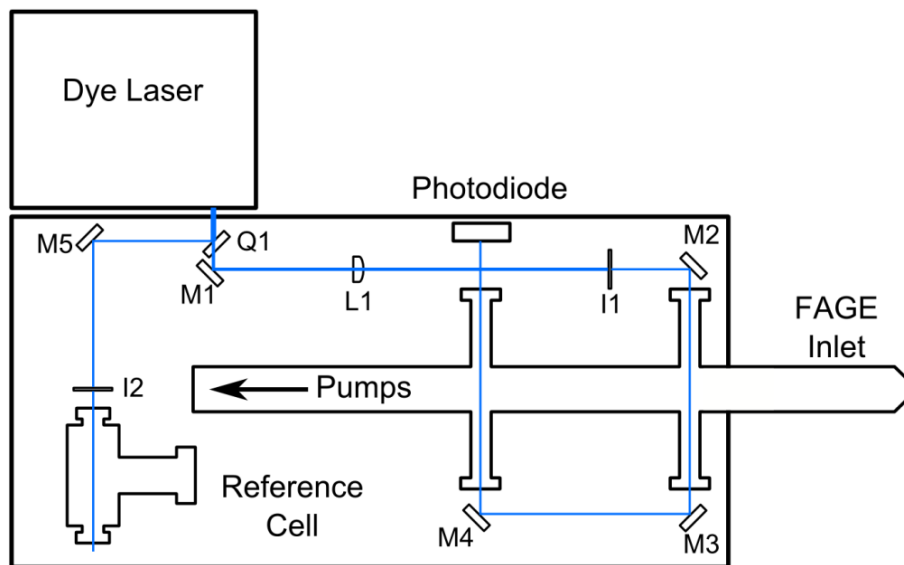 Dye Laser
Photodiode
M5
Q1
M2
M1
L1
I1
FAGE
Inlet
I2
Pumps
Reference
Cell
M4
M3